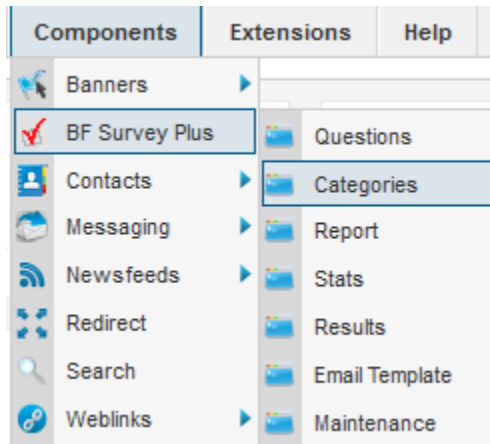 Components Extensions Help
Banners
BF Survey Plus
Contacts
Messaging
Newsfeeds
Redirect
Search
Weblinks
Questions
Categories
Report
Stats
Results
Email Template
Maintenance